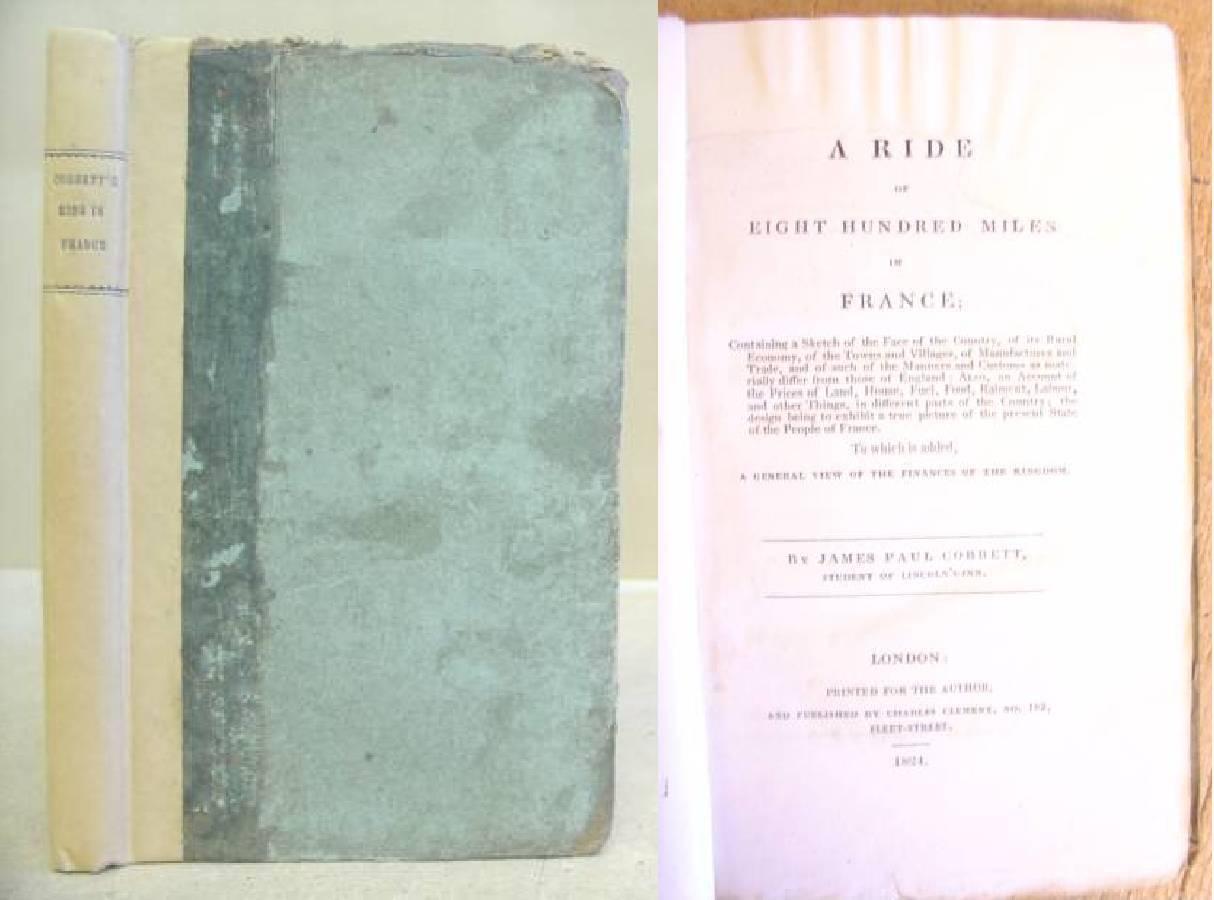 COBBETT'S
RIDE IN
FRANCE
A RIDE
OF
EIGHT HUNDRED MILES
IN
FRANCE;
Containing a Sketch of the Face of the Country, of its Rural
Economy, of the Towns and Villages, of Manufactures and
Trade, and of such of the Manners and Customs as mate-
rially differ from those of England: ALSO, an Account of
the Prices of Land, House, Fuel, Food, Raiment, Labour,
and other Things, in different parts of the Country; the
design being to exhibit a true picture of the present State
of the People of France.
To which is added,
A GENERAL VIEW OF THE FINANCES OF THE KINGDOM.
BY JAMES PAUL COBBETT,
STUDENT OF LINCOLN'S INN.
LONDON:
PRINTED FOR THE AUTHOR,
AND PUBLISHED BY CHARLES CLEMENT, NO. 183,
FLEET-STREET.
1824.